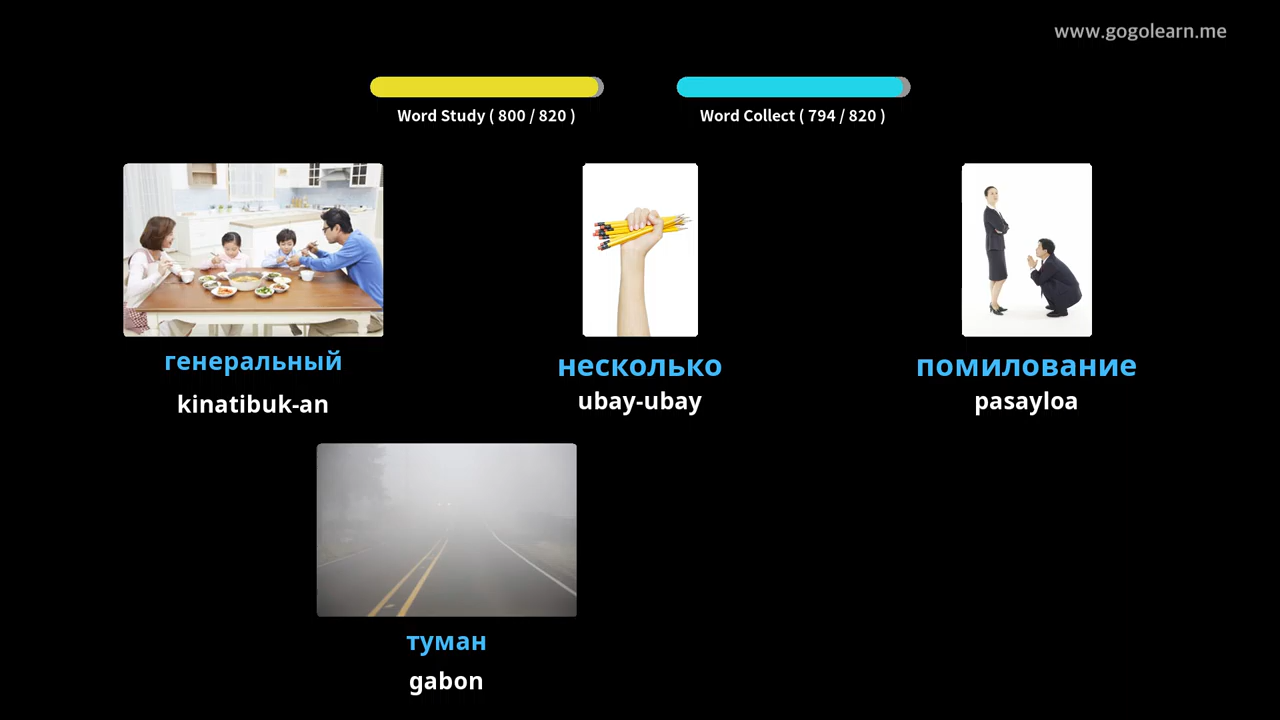 www.gogolearn.me
Word Study ( 800 / 820 )
Word Collect ( 794 / 820 )
генеральный
kinatibuk-an
несколько
ubay-ubay
помилование
pasayloa
туман
gabon